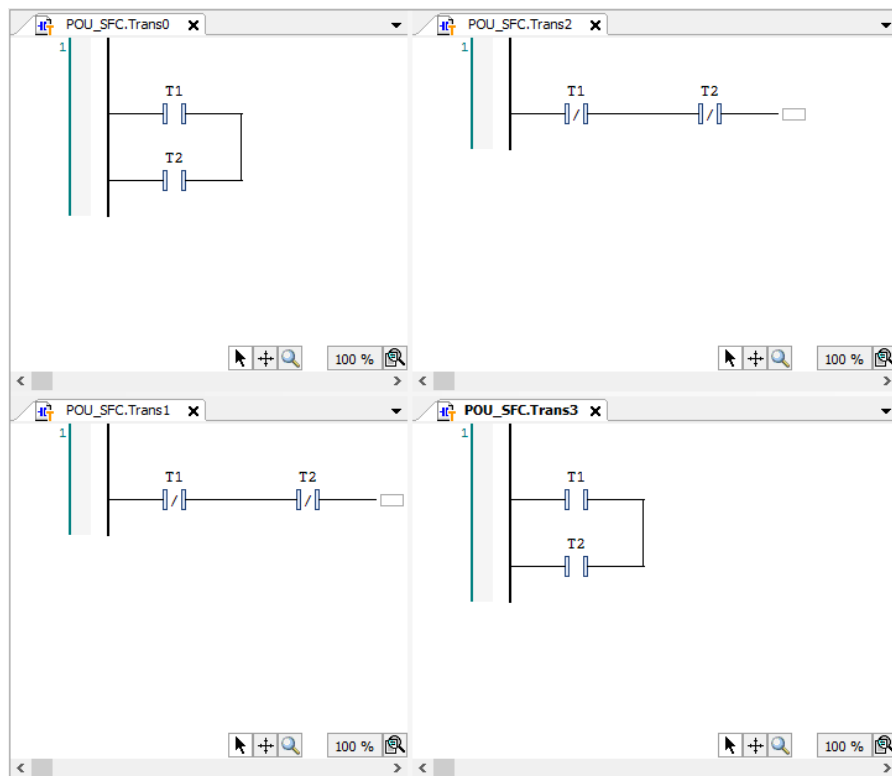 POU_SFC.Trans0
1
T1
T2
100 %
POU_SFC.Trans2
1
T1 T2
100 %
POU_SFC.Trans1
1
T1 T2
100 %
POU_SFC.Trans3
1
T1
T2
100 %